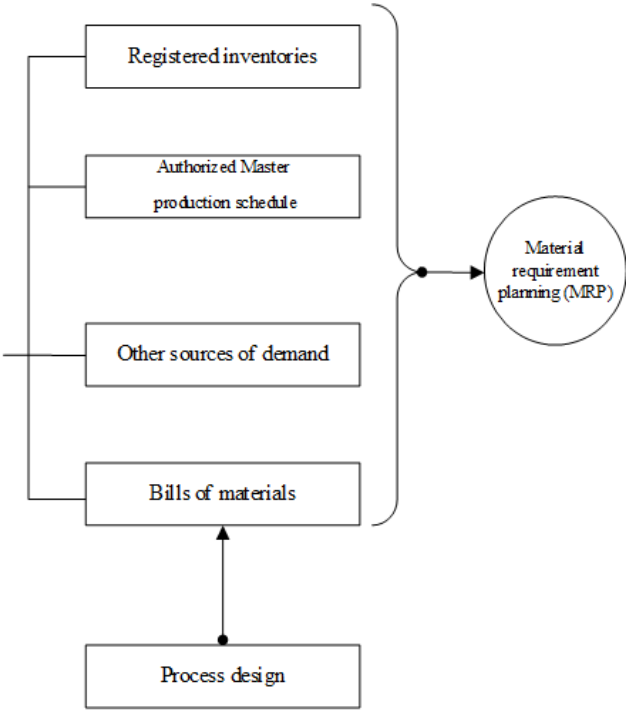 Registered inventories
Authorized Master
production schedule
Material
requirement
planning (MRP)
Other sources of demand
Bills of materials
Process design